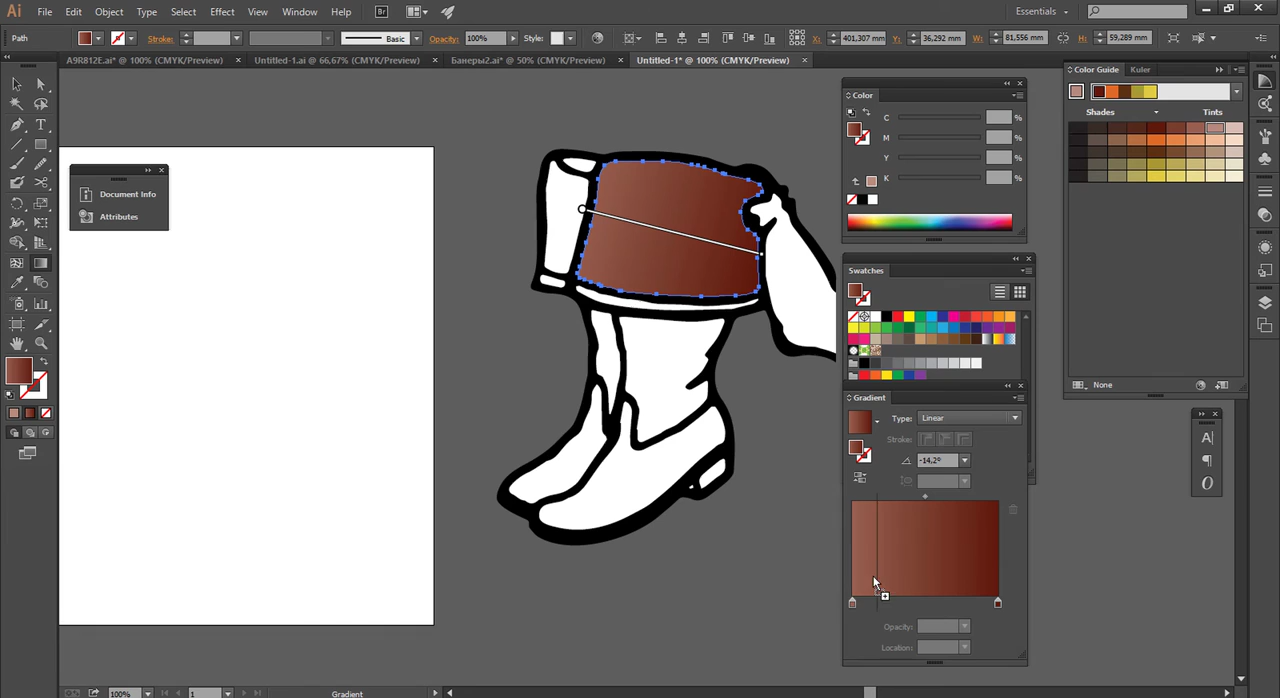 Ai File Edit Object Type Select Effect View Window Help Br Essentials
Path Stroke: Basic Opacity: 100% Style: X: 401,307 mm Y: 36,292 mm W: 81,556 mm H: 59,289 mm
A9R812E.ai* @ 100% (CMYK/Preview) × Untitled-1.ai @ 66,67% (CMYK/Preview) × Банеры2.ai* @ 50% (CMYK/Preview) × Untitled-1* @ 100% (CMYK/Preview) ×
Color Guide Kuler
Color
Shades Tints
C %
M %
Y %
K %
Document Info
Attributes
Swatches
None
Gradient
Type: Linear
Stroke:
-14,2°
Opacity:
Location:
100% 1 Gradient